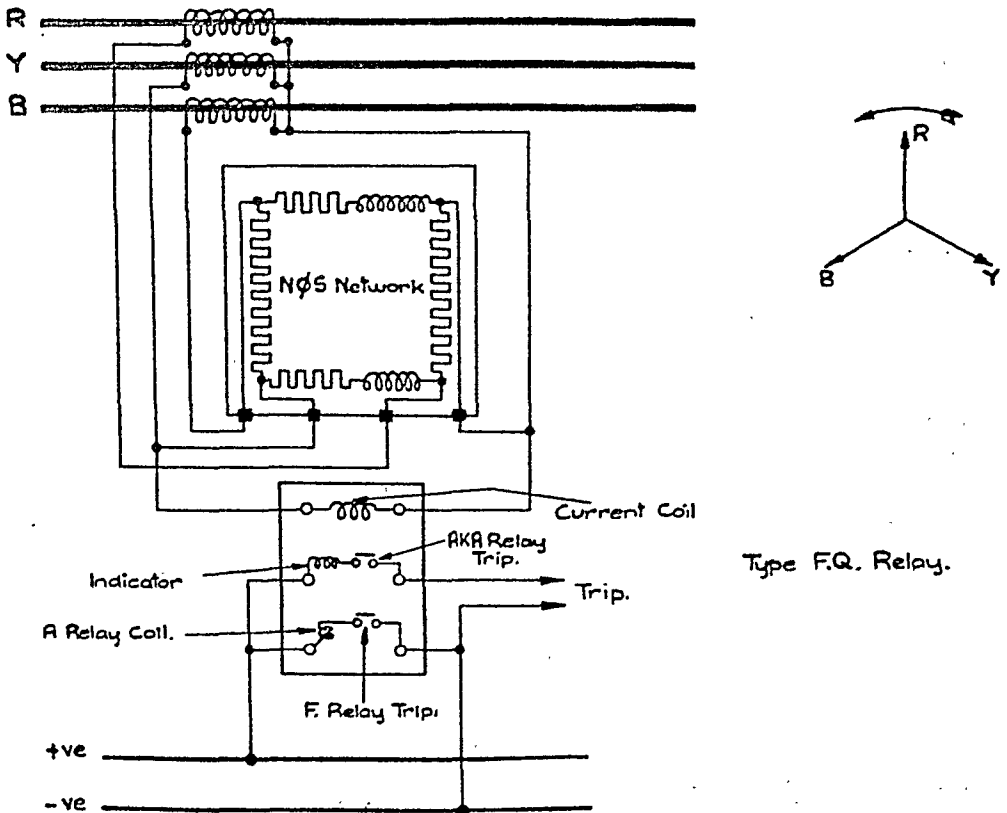 R
Y
B
R
B
Y
NØS Network
Current Coil
AKA Relay
Trip.
Indicator
Type F.Q. Relay.
Trip.
A Relay Coil.
F. Relay Trip.
+ve
-ve